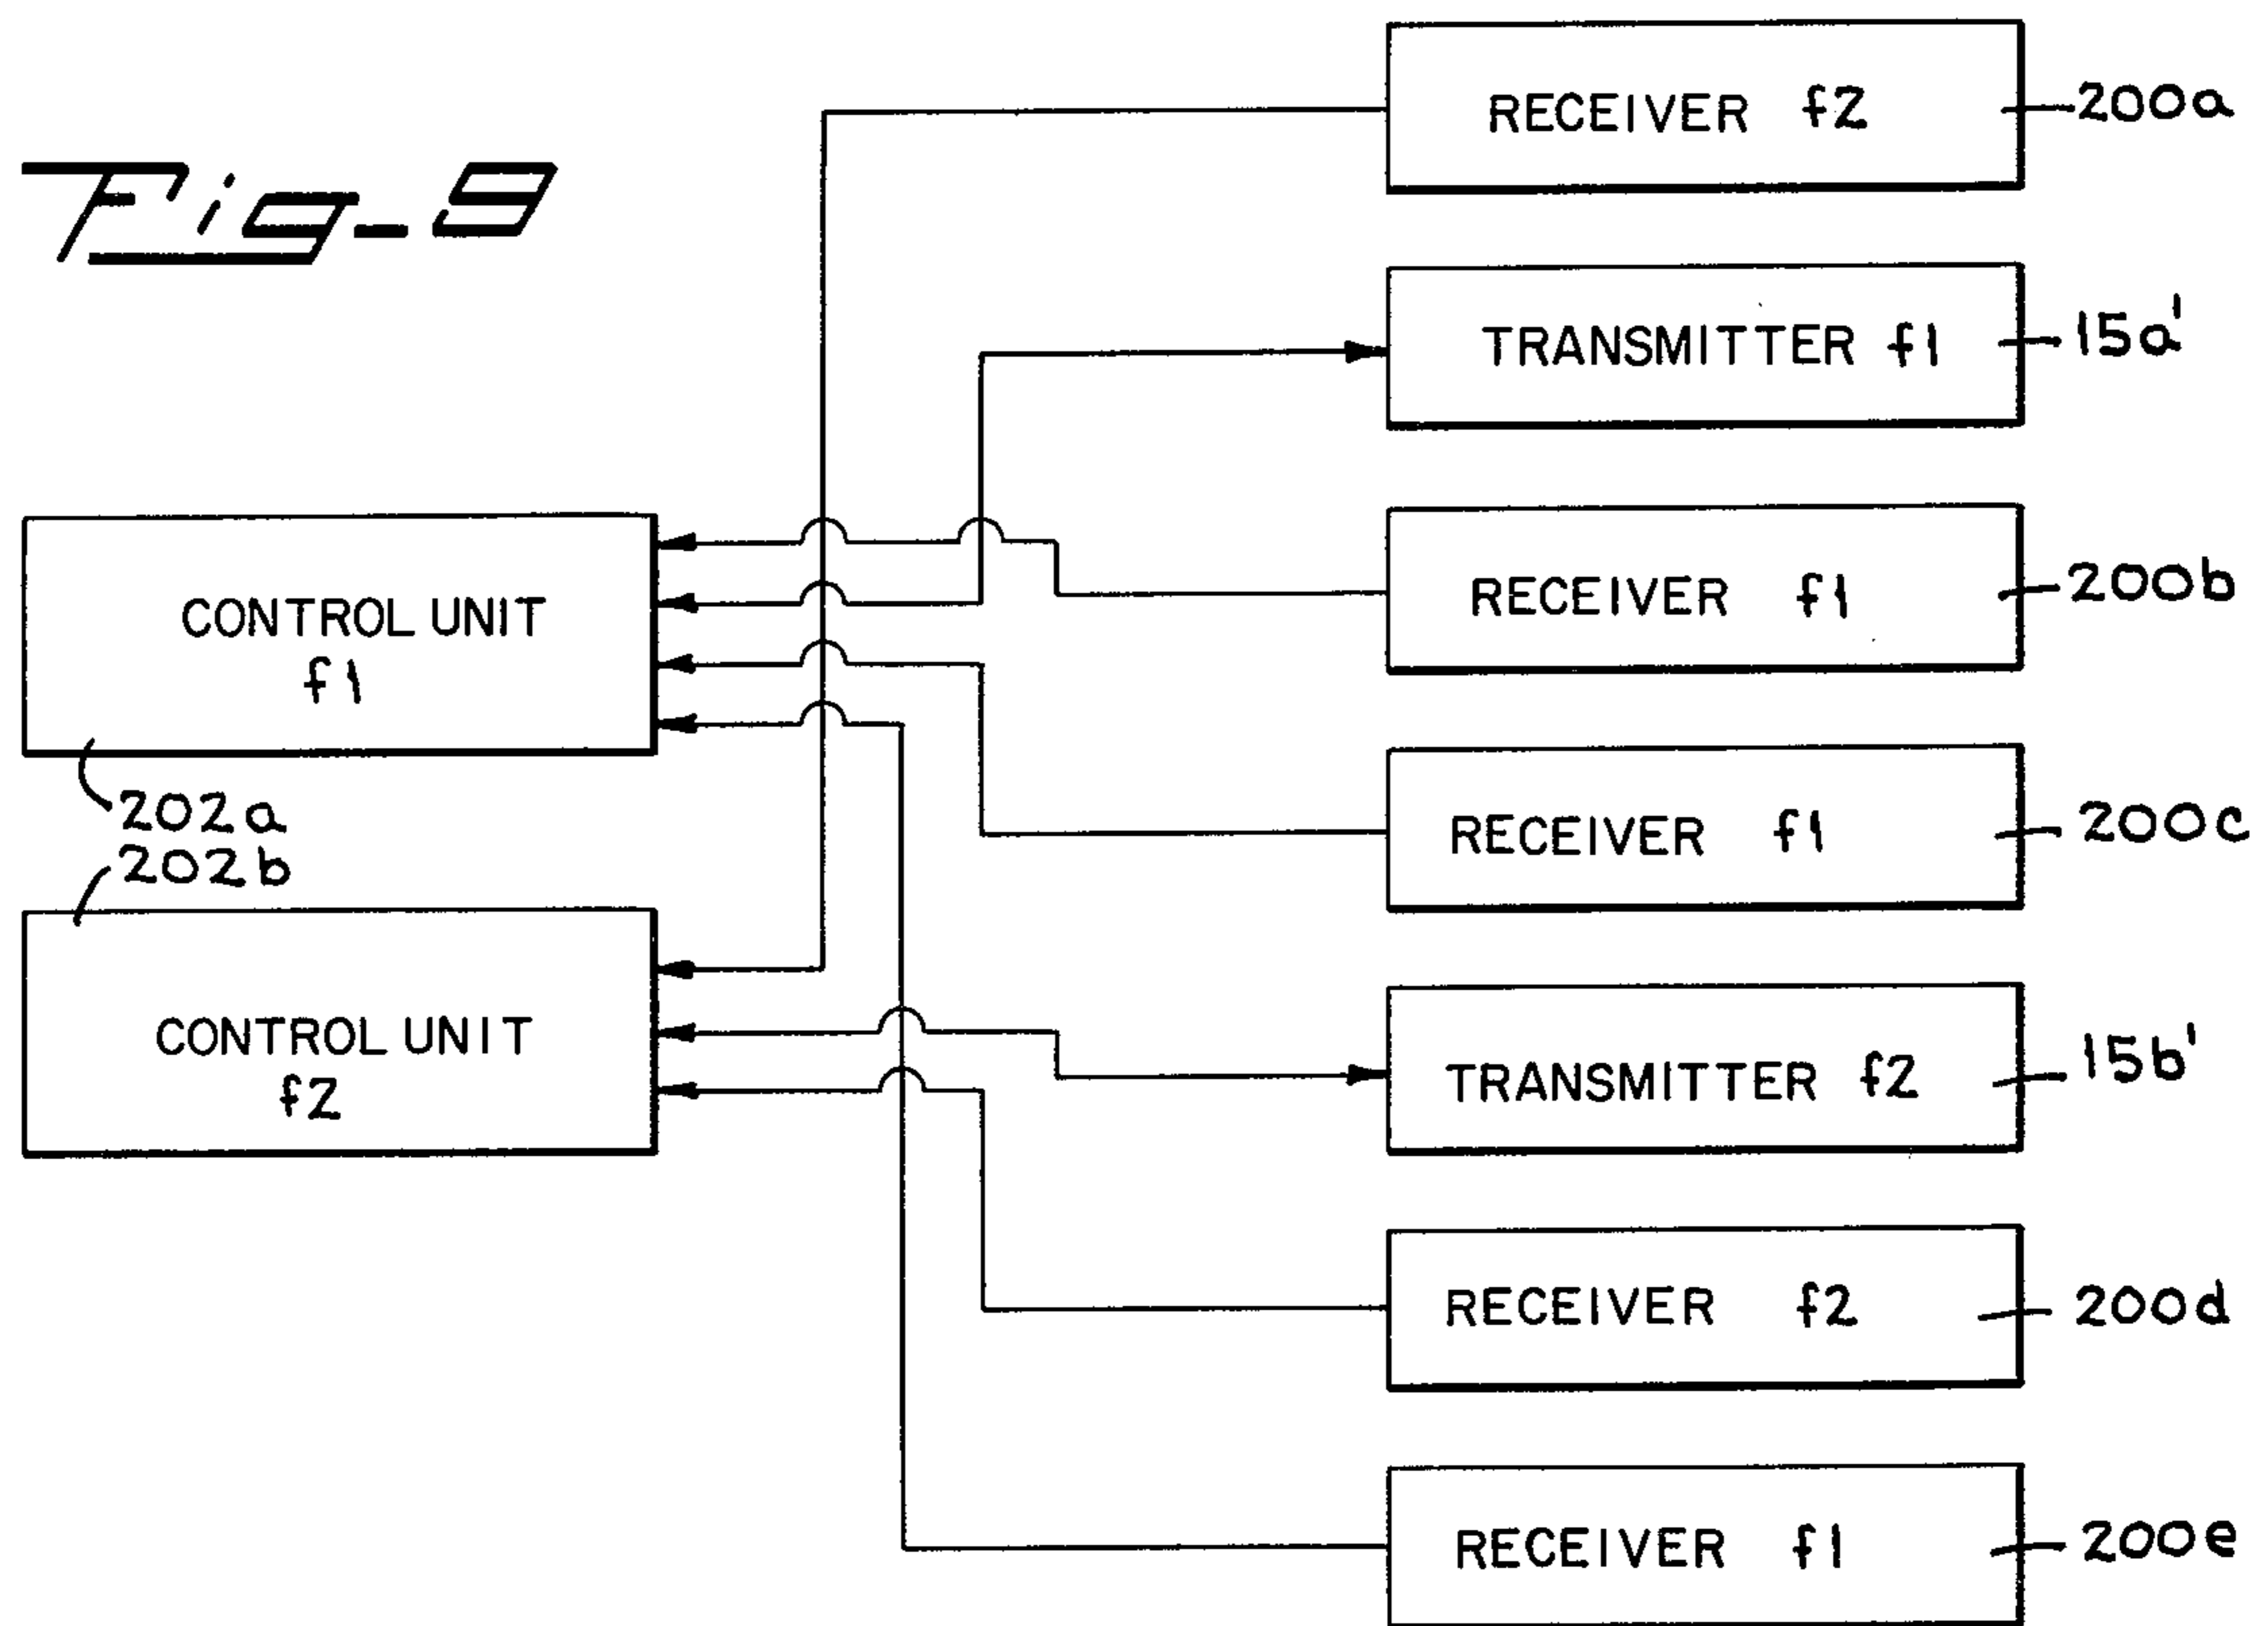 Fig-9
RECEIVER f2
200a
TRANSMITTER f1
15a'
RECEIVER f1
200b
CONTROL UNIT
f1
202a
RECEIVER f1
200c
202b
CONTROL UNIT
f2
TRANSMITTER f2
15b'
RECEIVER f2
200d
RECEIVER f1
200e